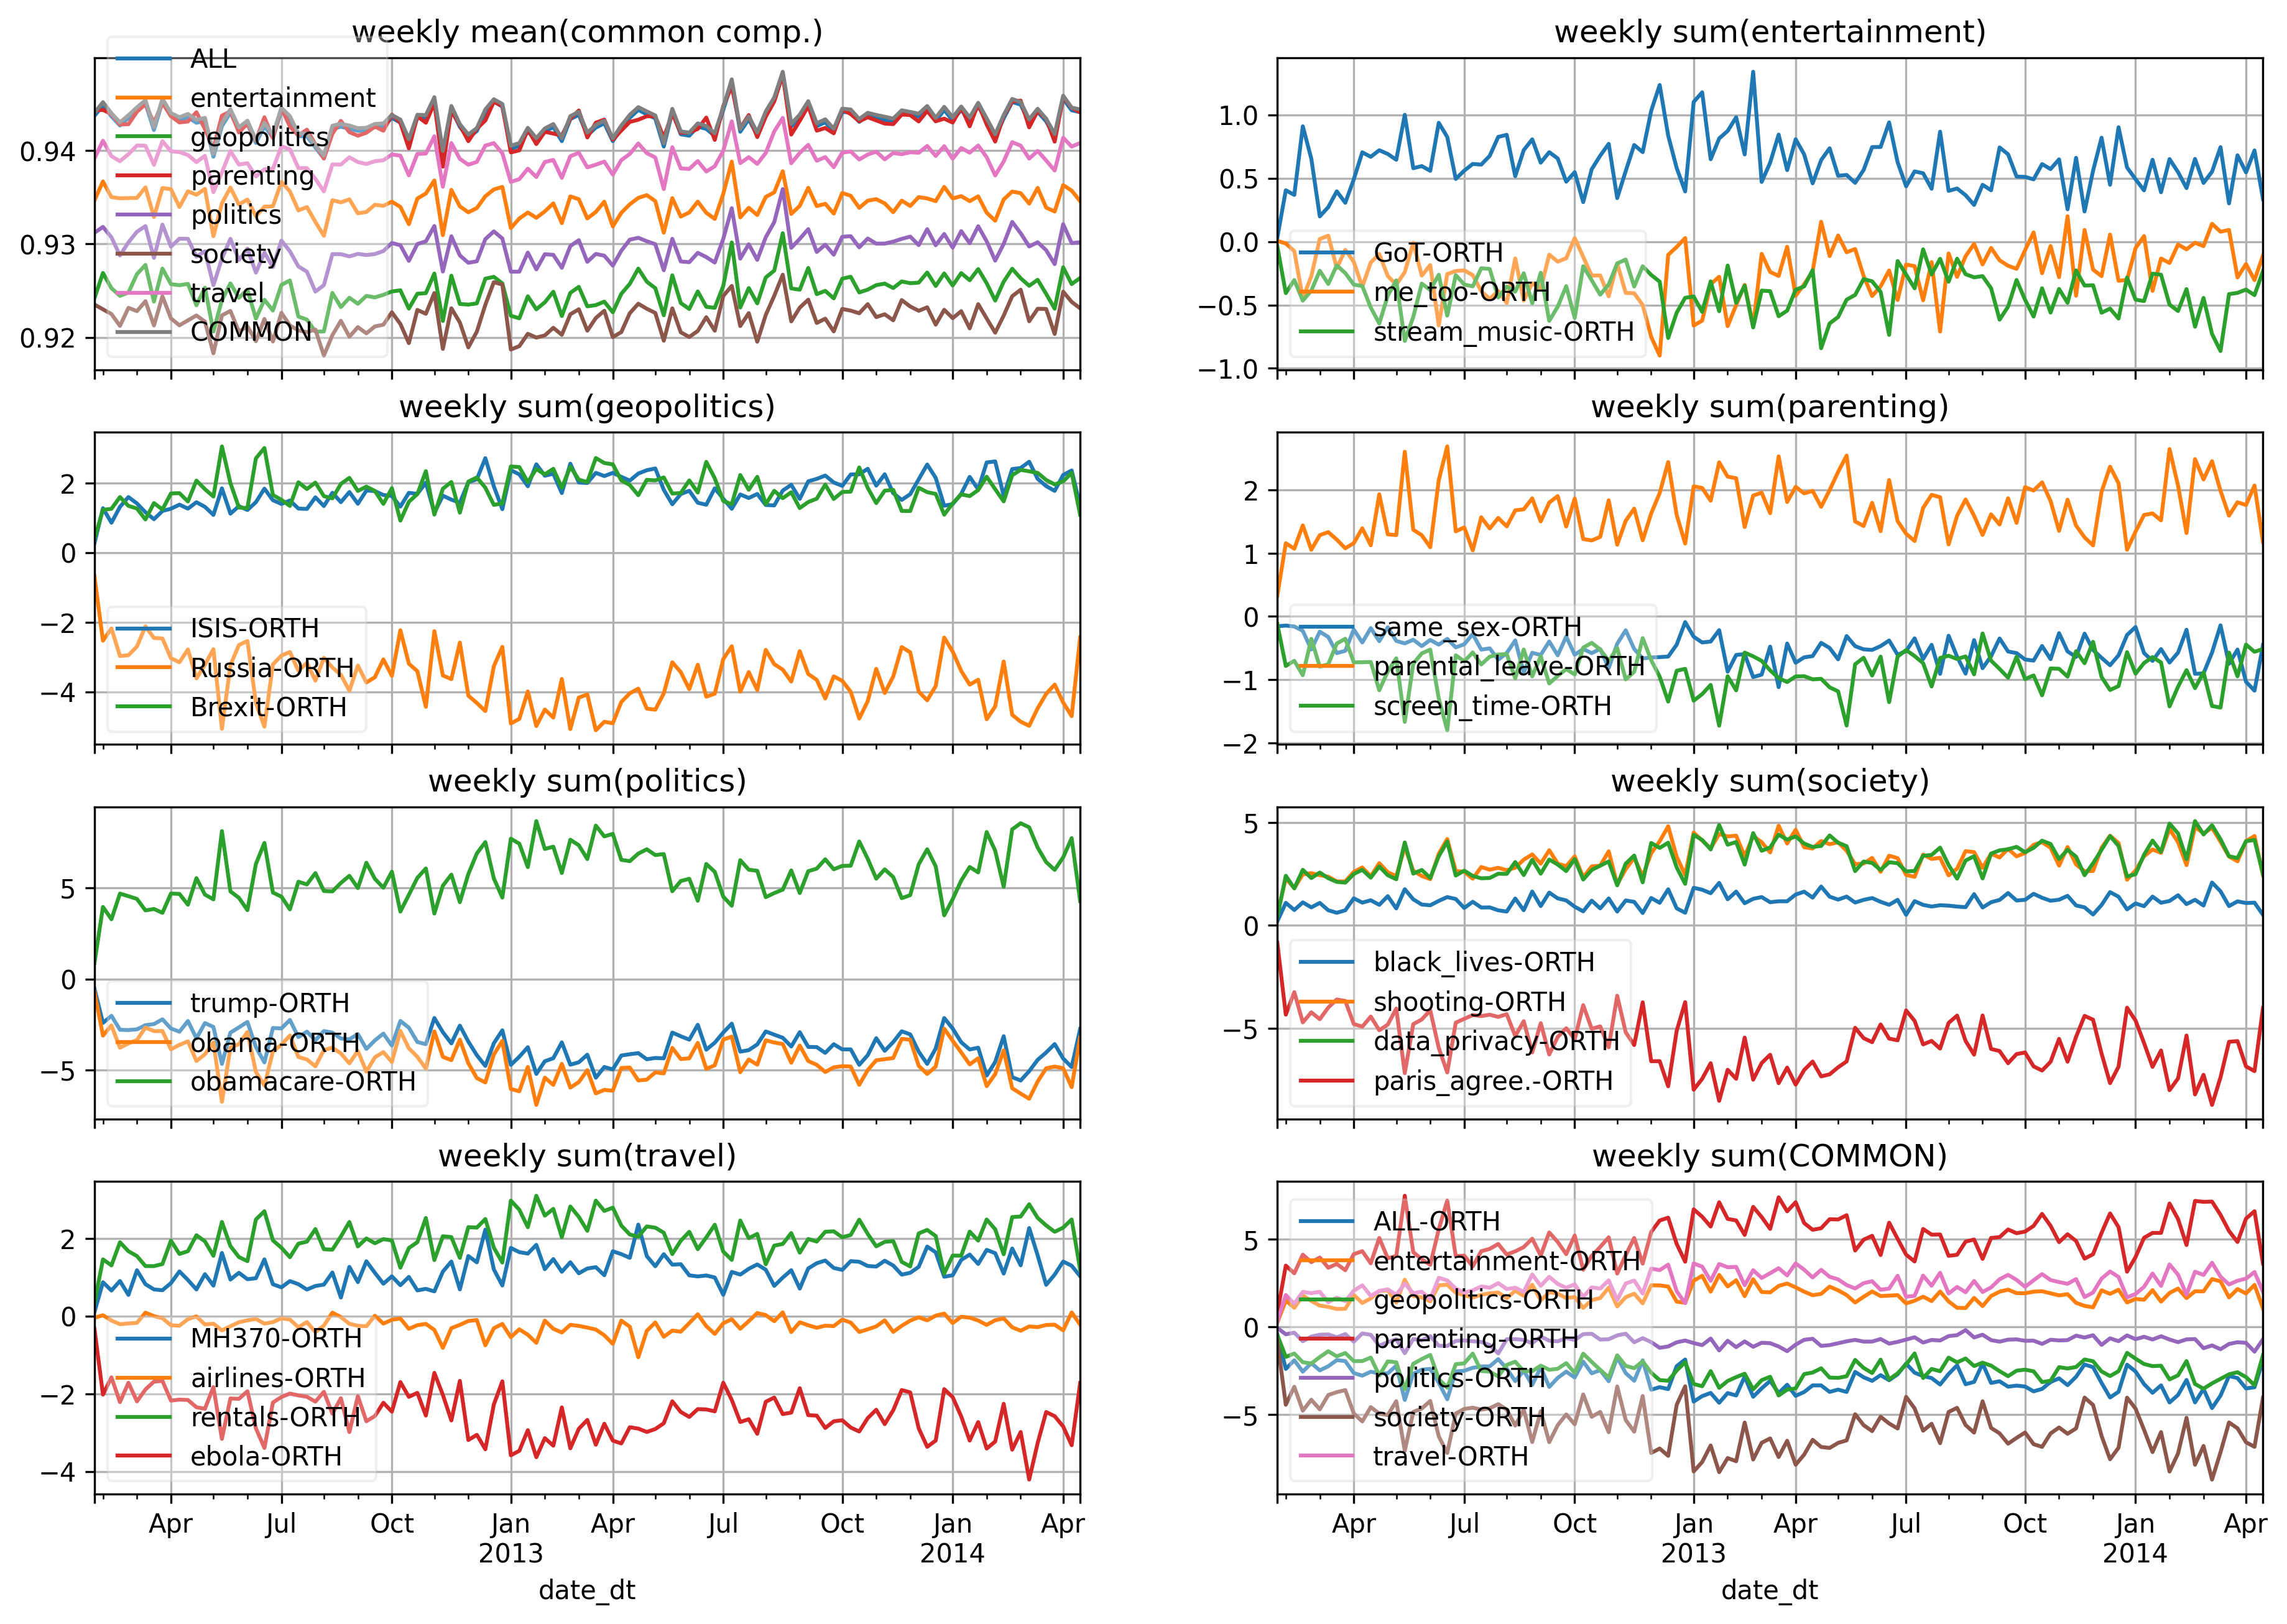 weekly mean(common comp.)
ALL
entertainment
geopolitics
parenting
politics
society
travel
COMMON
0.94
0.93
0.92
weekly sum(entertainment)
1.0
0.5
0.0
−0.5
−1.0
GoT-ORTH
me_too-ORTH
stream_music-ORTH
weekly sum(geopolitics)
2
0
−2
−4
ISIS-ORTH
Russia-ORTH
Brexit-ORTH
weekly sum(parenting)
2
1
0
−1
−2
same_sex-ORTH
parental_leave-ORTH
screen_time-ORTH
weekly sum(politics)
5
0
−5
trump-ORTH
obama-ORTH
obamacare-ORTH
weekly sum(society)
5
0
−5
black_lives-ORTH
shooting-ORTH
data_privacy-ORTH
paris_agree.-ORTH
weekly sum(travel)
2
0
−2
−4
MH370-ORTH
airlines-ORTH
rentals-ORTH
ebola-ORTH
Apr Jul Oct Jan Apr Jul Oct Jan Apr
2013 2014
date_dt
weekly sum(COMMON)
5
0
−5
ALL-ORTH
entertainment-ORTH
geopolitics-ORTH
parenting-ORTH
politics-ORTH
society-ORTH
travel-ORTH
Apr Jul Oct Jan Apr Jul Oct Jan Apr
2013 2014
date_dt